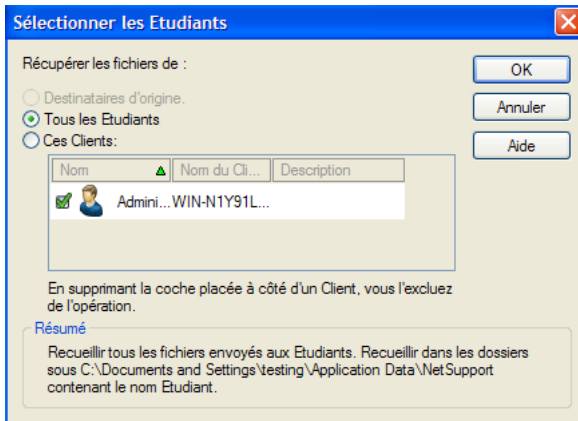 Sélectionner les Etudiants
Récupérer les fichiers de :
OK
Destinataires d'origine.
Annuler
Tous les Etudiants
Ces Clients:
Aide
Nom Nom du Cli... Description
Admini... WIN-N1Y91L...
En supprimant la coche placée à côté d'un Client, vous l'excluez
de l'opération.
Résumé
Recueillir tous les fichiers envoyés aux Etudiants. Recueillir dans les dossiers
sous C:\Documents and Settings\testing\Application Data\NetSupport
contenant le nom Etudiant.